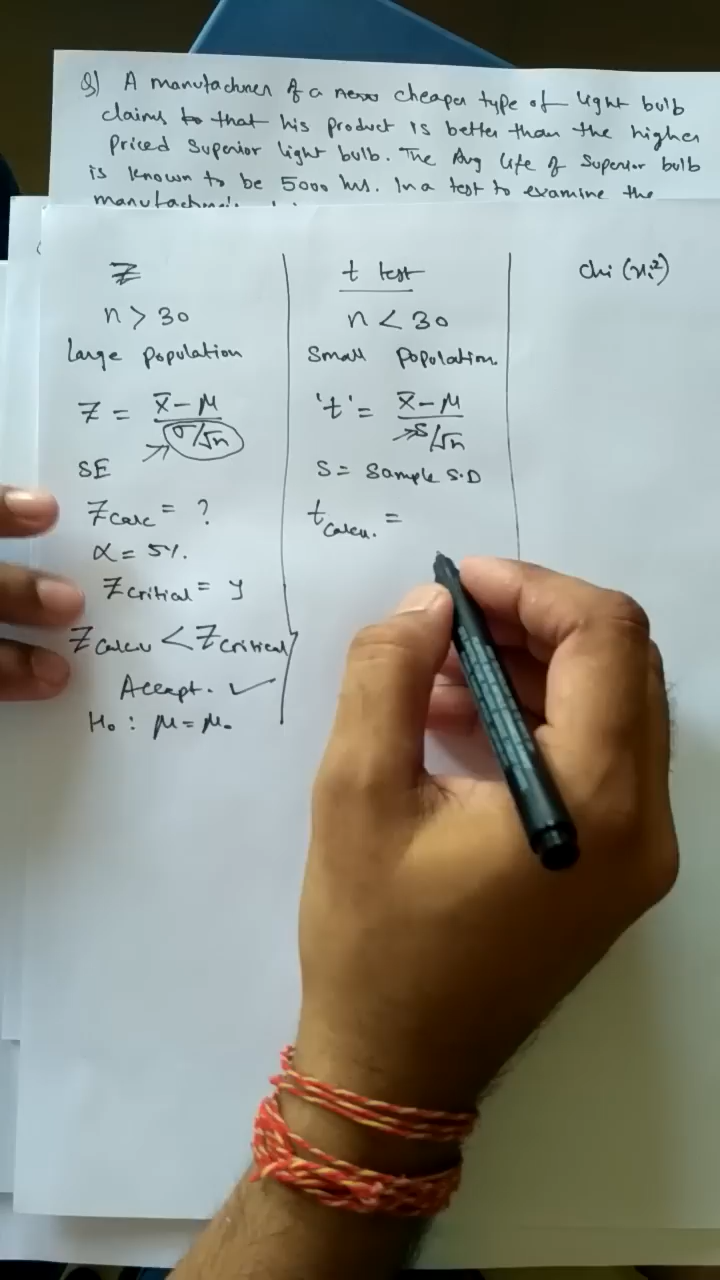 Q) A manufacturer of a new cheaper type of light bulb
claims to that his product is better than the higher
priced superior light bulb. The Avg life of Superior bulb
is known to be 5000 hrs. In a test to examine the
Z
n > 30
Large population
Z = x̄ - μ
σ/√n
SE
Zcalc = ?
α = 5%.
Zcritical = y
Zcalcu < Zcritical
Accept. ✓
H₀ : μ = μ₀
t test
n < 30
Small Population.
't' = x̄ - μ
s/√n
S = Sample S.D
tcalcu. =
chi (χ²)